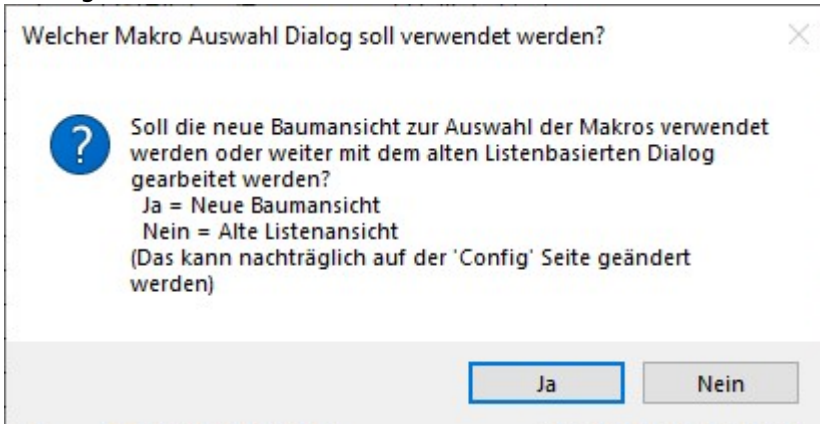 Welcher Makro Auswahl Dialog soll verwendet werden?
Soll die neue Baumansicht zur Auswahl der Makros verwendet
werden oder weiter mit dem alten Listenbasierten Dialog
gearbeitet werden?
Ja = Neue Baumansicht
Nein = Alte Listenansicht
(Das kann nachträglich auf der 'Config' Seite geändert
werden)
Ja
Nein